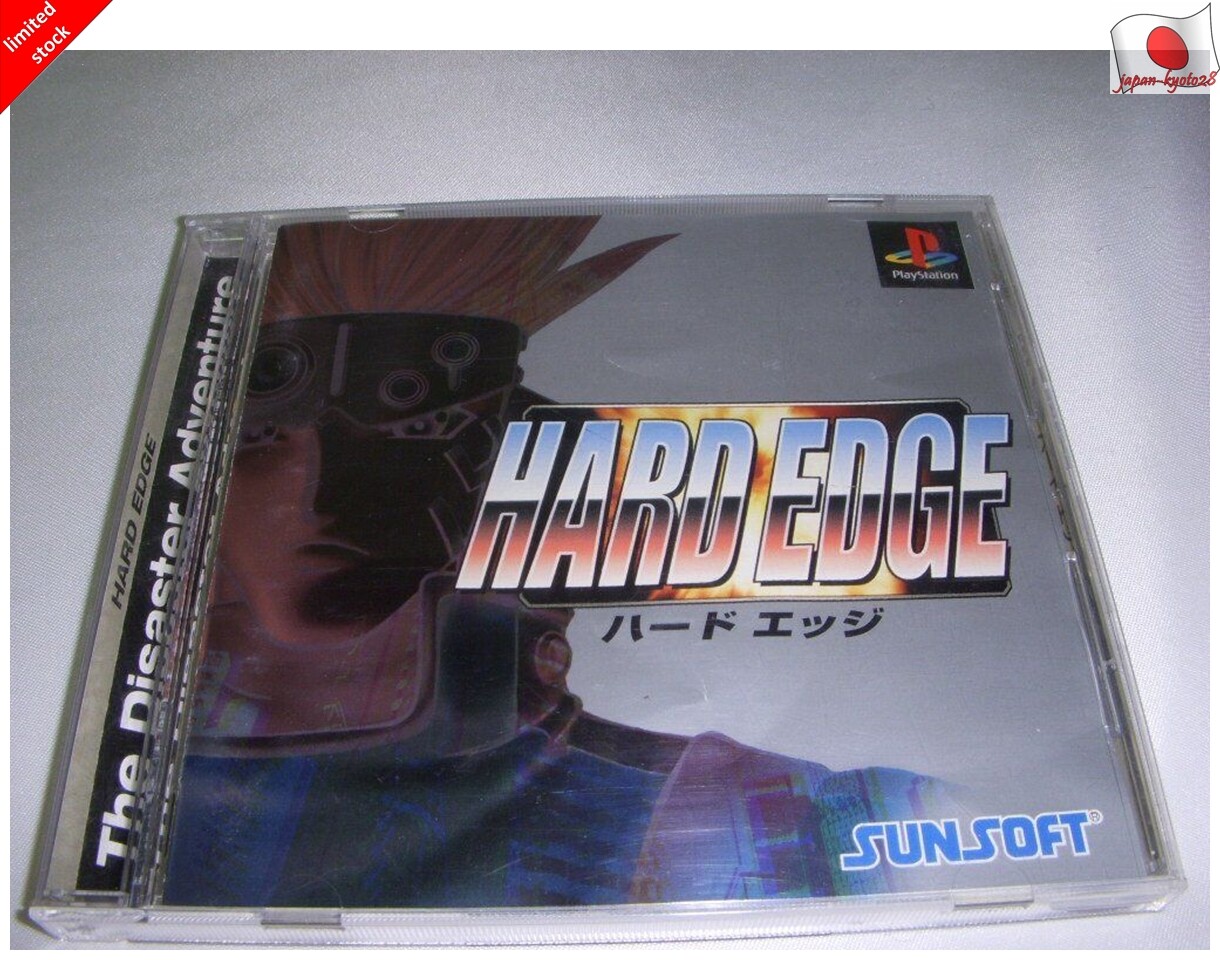 limited
stock
japan-kyoto28
PlayStation
HARD EDGE
ハード エッジ
SUNSOFT®
HARD EDGE
The Disaster Adventure